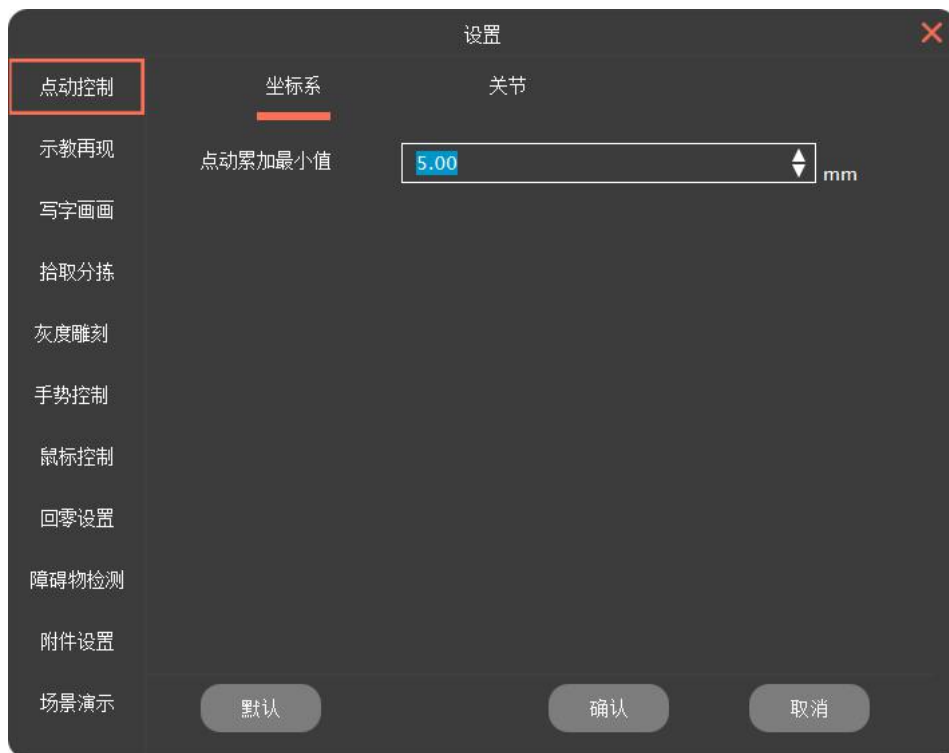 设置
点动控制
坐标系
关节
示教再现
点动累加最小值
5.00
mm
写字画画
拾取分拣
灰度雕刻
手势控制
鼠标控制
回零设置
障碍物检测
附件设置
场景演示
默认
确认
取消